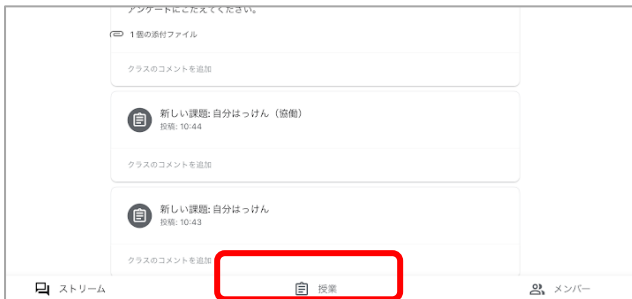 アンケートにこたえてください。
1 個の添付ファイル
クラスのコメントを追加
新しい課題: 自分はっけん（協働）
投稿: 10:44
クラスのコメントを追加
新しい課題: 自分はっけん
投稿: 10:43
クラスのコメントを追加
ストリーム
授業
メンバー